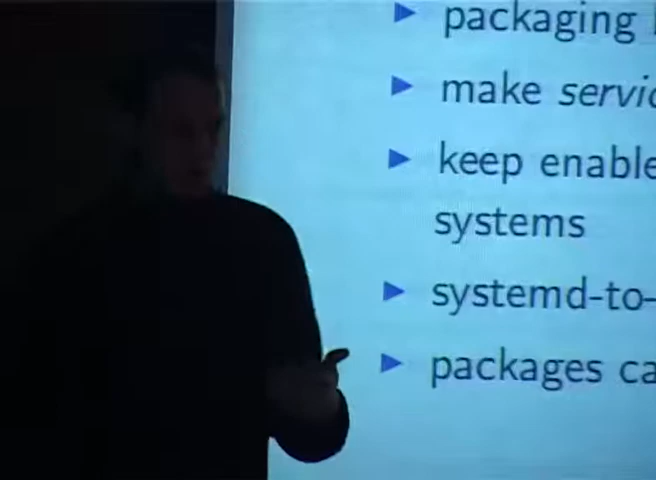 packaging
make servic
keep enable
systems
systemd-to-
packages ca